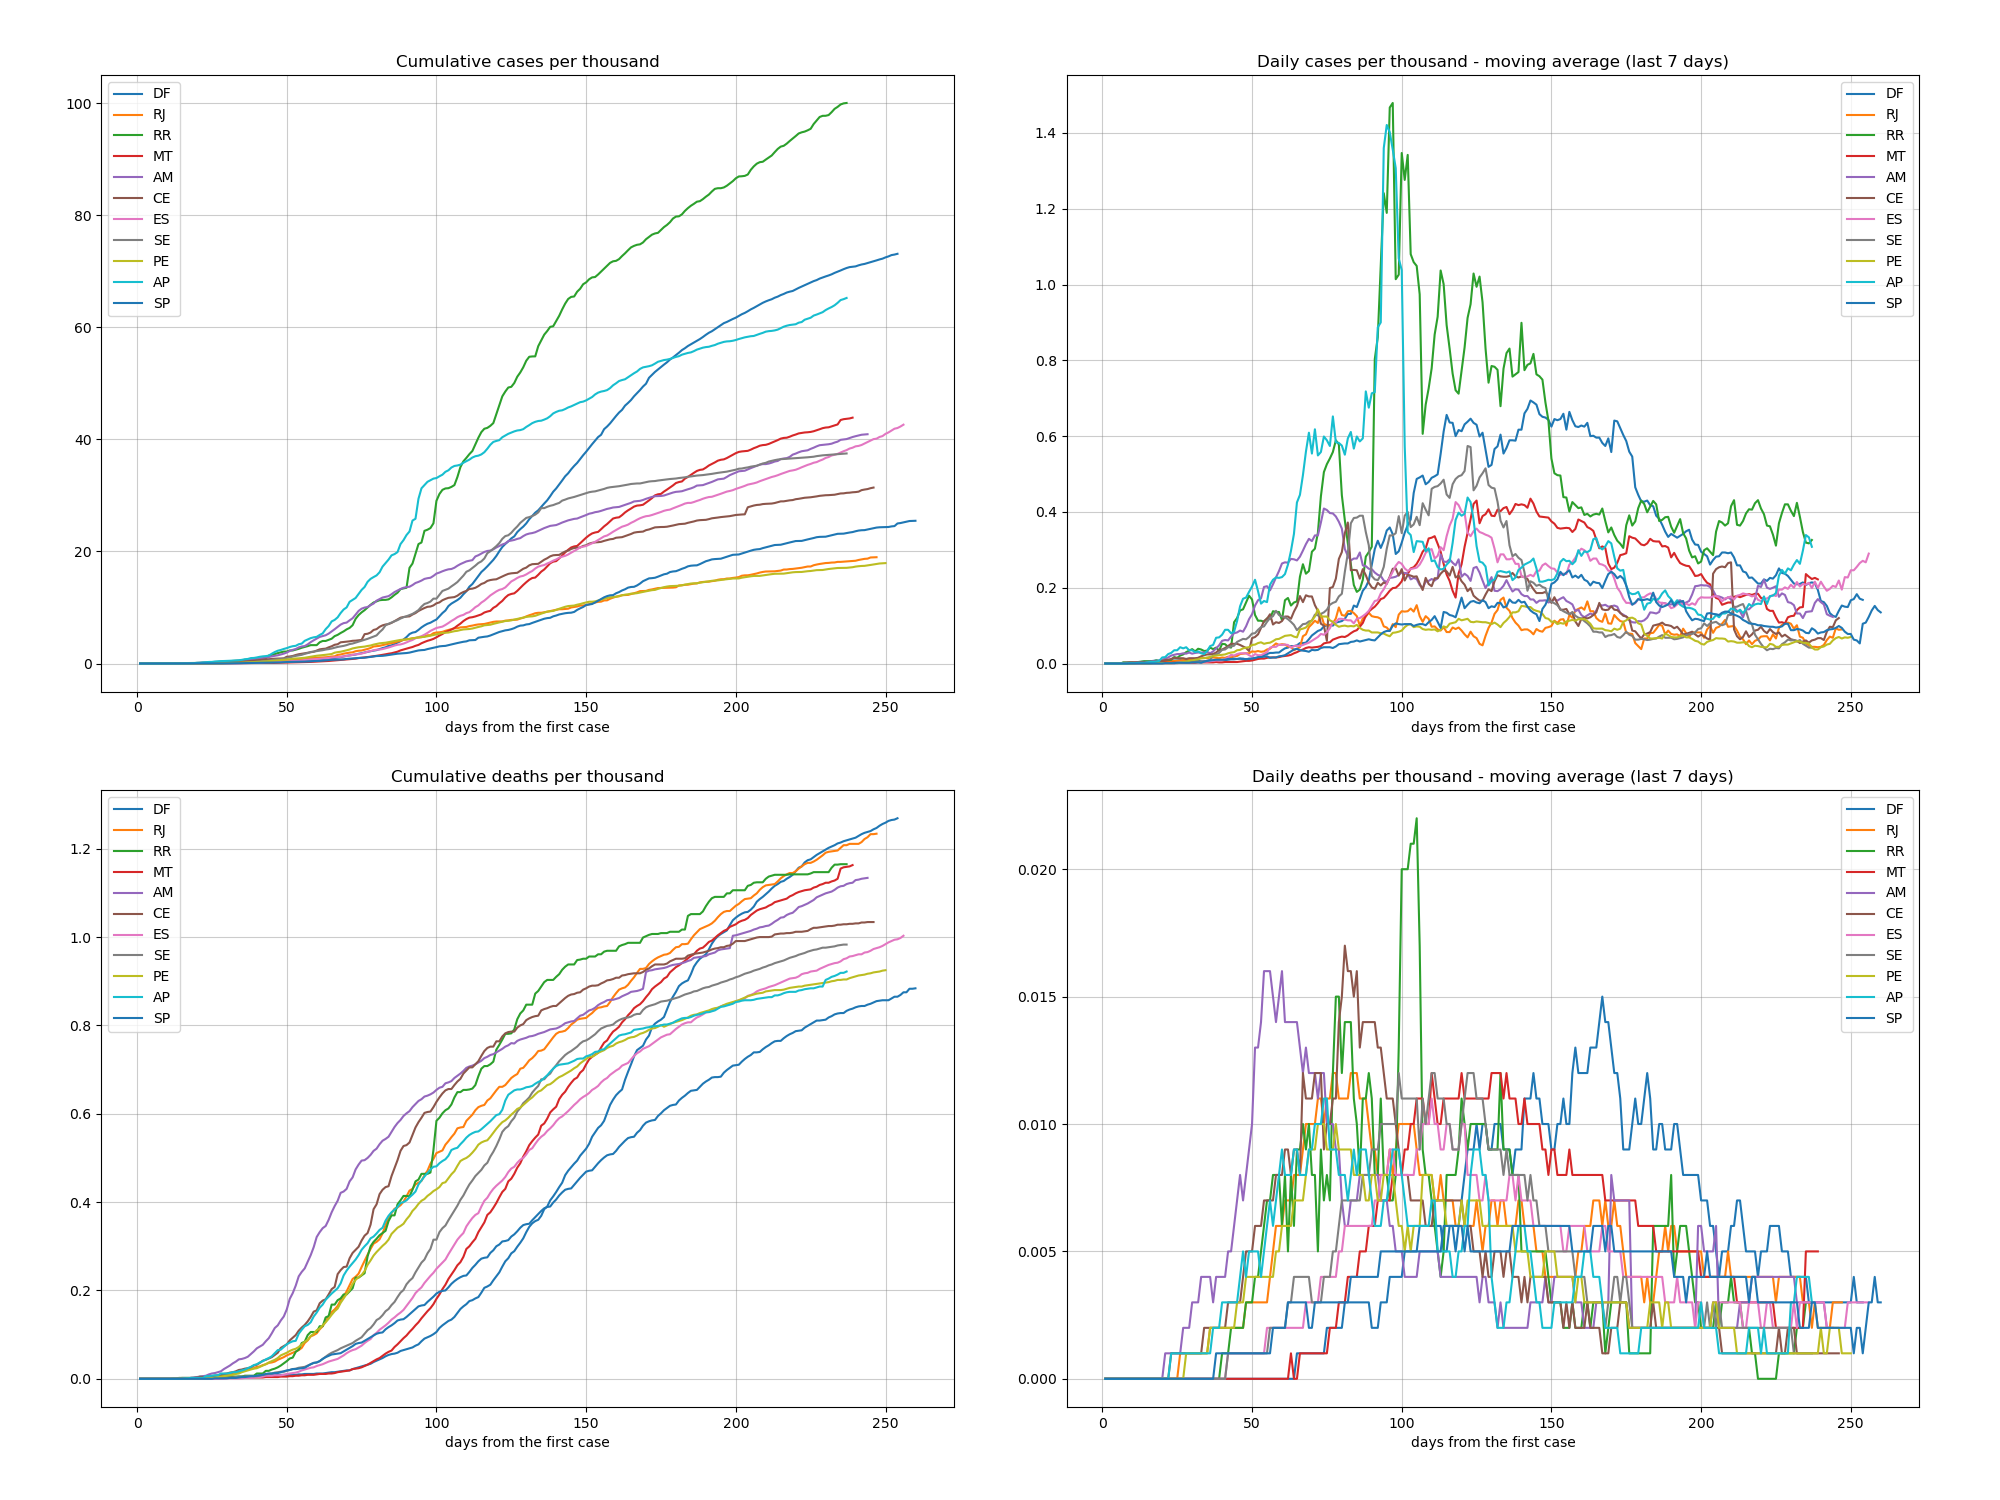 Cumulative cases per thousand
100
80
60
40
20
0
DF
RJ
RR
MT
AM
CE
ES
SE
PE
AP
SP
0 50 100 150 200 250
days from the first case
Daily cases per thousand - moving average (last 7 days)
1.4
1.2
1.0
0.8
0.6
0.4
0.2
0.0
DF
RJ
RR
MT
AM
CE
ES
SE
PE
AP
SP
0 50 100 150 200 250
days from the first case
Cumulative deaths per thousand
1.2
1.0
0.8
0.6
0.4
0.2
0.0
DF
RJ
RR
MT
AM
CE
ES
SE
PE
AP
SP
0 50 100 150 200 250
days from the first case
Daily deaths per thousand - moving average (last 7 days)
0.020
0.015
0.010
0.005
0.000
DF
RJ
RR
MT
AM
CE
ES
SE
PE
AP
SP
0 50 100 150 200 250
days from the first case